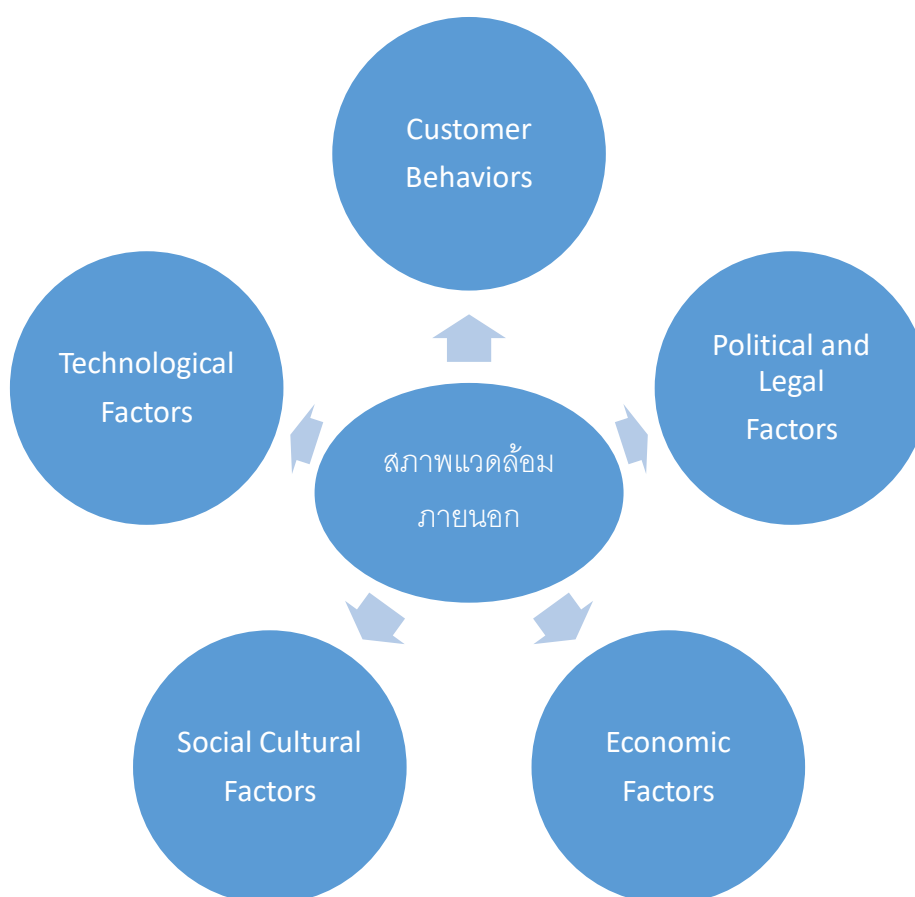 Customer
Behaviors
Political and
Legal
Factors
Technological
Factors
สภาพแวดล้อม
ภายนอก
Social Cultural
Factors
Economic
Factors